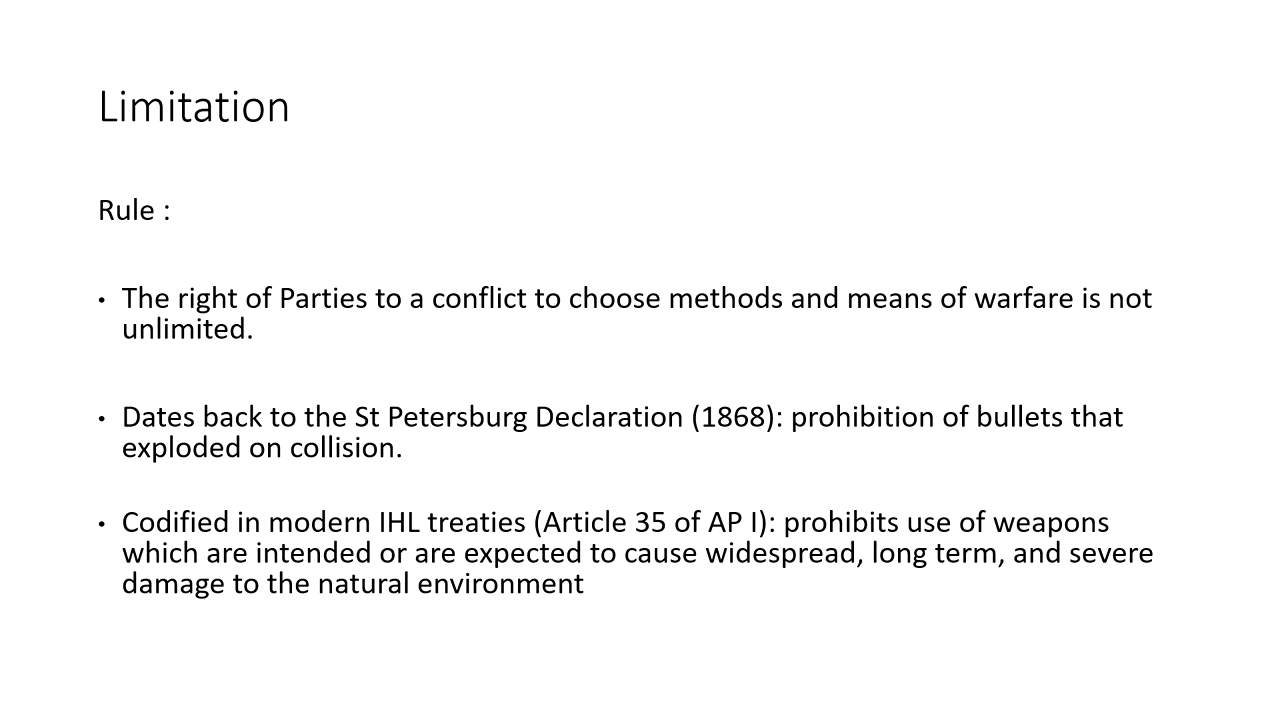 Limitation
Rule :
• The right of Parties to a conflict to choose methods and means of warfare is not
unlimited.
• Dates back to the St Petersburg Declaration (1868): prohibition of bullets that
exploded on collision.
• Codified in modern IHL treaties (Article 35 of AP I): prohibits use of weapons
which are intended or are expected to cause widespread, long term, and severe
damage to the natural environment